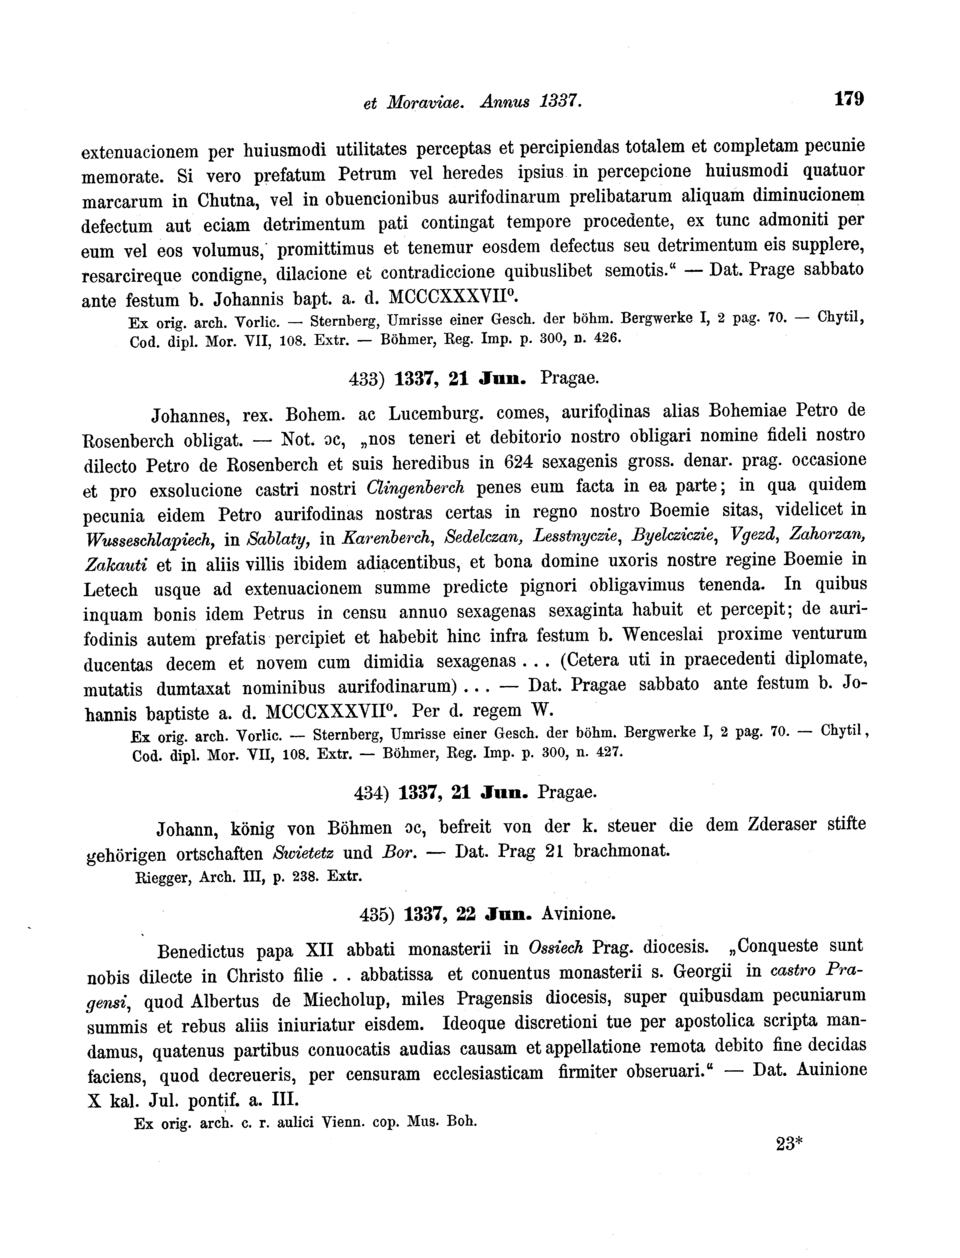 et Moraviae. Annus 1337. 179
extenuacionem per huiusmodi utilitates perceptas et percipiendas totalem et completam pecunie
memorate. Si vero prefatum Petrum vel heredes ipsius in percepcione huiusmodi quatuor
marcarum in Chutna, vel in obuencionibus aurifodinarum prelibatarum aliquam diminucionem
defectum aut eciam detrimentum pati contingat tempore procedente, ex tunc admoniti per
eum vel eos volumus, promittimus et tenemur eosdem defectus seu detrimentum eis supplere,
resarcireque condigne, dilacione et contradiccione quibuslibet semotis.“ — Dat. Prage sabbato
ante festum b. Johannis bapt. a. d. MCCCXXXVII⁰.
Ex orig. arch. Vorlic. — Sternberg, Umrisse einer Gesch. der böhm. Bergwerke I, 2 pag. 70. — Chytil,
Cod. dipl. Mor. VII, 108. Extr. — Böhmer, Reg. Imp. p. 300, n. 426.
433) 1337, 21 Jun. Pragae.
Johannes, rex. Bohem. ac Lucemburg. comes, aurifodinas alias Bohemiae Petro de
Rosenberch obligat. — Not. ɔc, „nos teneri et debitorio nostro obligari nomine fideli nostro
dilecto Petro de Rosenberch et suis heredibus in 624 sexagenis gross. denar. prag. occasione
et pro exsolucione castri nostri Clingenberch penes eum facta in ea parte; in qua quidem
pecunia eidem Petro aurifodinas nostras certas in regno nostro Boemie sitas, videlicet in
Wusseschlapiech, in Sablaty, in Karenberch, Sedelczan, Lesstnyczie, Byelcziczie, Vgezd, Zahorzan,
Zakauti et in aliis villis ibidem adiacentibus, et bona domine uxoris nostre regine Boemie in
Letech usque ad extenuacionem summe predicte pignori obligavimus tenenda. In quibus
inquam bonis idem Petrus in censu annuo sexagenas sexaginta habuit et percepit; de auri-
fodinis autem prefatis percipiet et habebit hinc infra festum b. Wenceslai proxime venturum
ducentas decem et novem cum dimidia sexagenas . . . (Cetera uti in praecedenti diplomate,
mutatis dumtaxat nominibus aurifodinarum) . . . — Dat. Pragae sabbato ante festum b. Jo-
hannis baptiste a. d. MCCCXXXVII⁰. Per d. regem W.
Ex orig. arch. Vorlic. — Sternberg, Umrisse einer Gesch. der böhm. Bergwerke I, 2 pag. 70. — Chytil,
Cod. dipl. Mor. VII, 108. Extr. — Böhmer, Reg. Imp. p. 300, n. 427.
434) 1337, 21 Jun. Pragae.
Johann, könig von Böhmen ɔc, befreit von der k. steuer die dem Zderaser stifte
gehörigen ortschaften Swietetz und Bor. — Dat. Prag 21 brachmonat.
Riegger, Arch. III, p. 238. Extr.
435) 1337, 22 Jun. Avinione.
Benedictus papa XII abbati monasterii in Ossiech Prag. diocesis. „Conqueste sunt
nobis dilecte in Christo filie . . abbatissa et conuentus monasterii s. Georgii in castro Pra-
gensi, quod Albertus de Miecholup, miles Pragensis diocesis, super quibusdam pecuniarum
summis et rebus aliis iniuriatur eisdem. Ideoque discretioni tue per apostolica scripta man-
damus, quatenus partibus conuocatis audias causam et appellatione remota debito fine decidas
faciens, quod decreueris, per censuram ecclesiasticam firmiter obseruari.“ — Dat. Auinione
X kal. Jul. pontif. a. III.
Ex orig. arch. c. r. aulici Vienn. cop. Mus. Boh.
23*